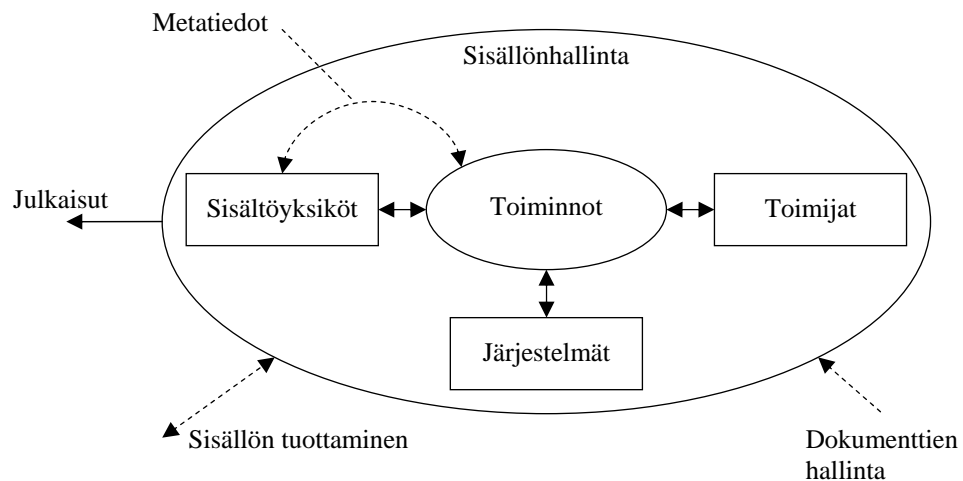 Metatiedot
Sisällönhallinta
Julkaisut
Sisältöyksiköt
Toiminnot
Toimijat
Järjestelmät
Sisällön tuottaminen
Dokumenttien
hallinta